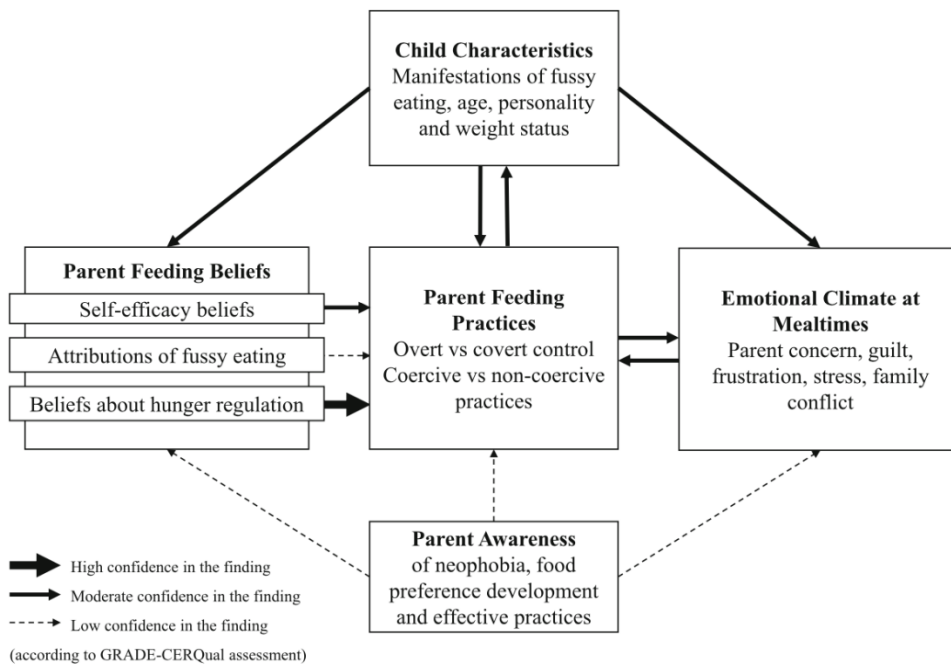 Child Characteristics
Manifestations of fussy
eating, age, personality
and weight status
Parent Feeding Beliefs
Self-efficacy beliefs
Attributions of fussy eating
Beliefs about hunger regulation
Parent Feeding
Practices
Overt vs covert control
Coercive vs non-coercive
practices
Emotional Climate at
Mealtimes
Parent concern, guilt,
frustration, stress, family
conflict
Parent Awareness
of neophobia, food
preference development
and effective practices
High confidence in the finding
Moderate confidence in the finding
Low confidence in the finding
(according to GRADE-CERQual assessment)